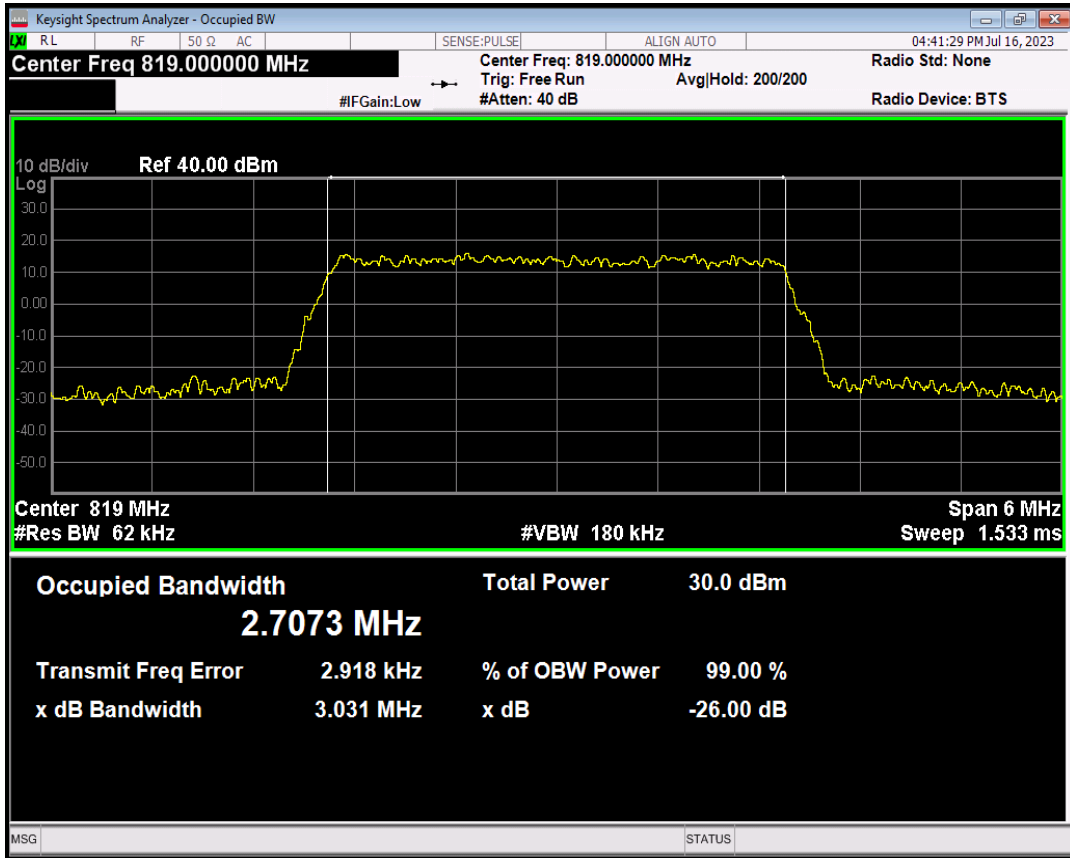 Keysight Spectrum Analyzer - Occupied BW
LXI RL RF 50 Ω AC SENSE:PULSE ALIGN AUTO 04:41:29 PM Jul 16, 2023
Center Freq 819.000000 MHz Center Freq: 819.000000 MHz Radio Std: None
Trig: Free Run Avg|Hold: 200/200
#IFGain:Low #Atten: 40 dB Radio Device: BTS
10 dB/div Ref 40.00 dBm
Log
30.0
20.0
10.0
0.00
-10.0
-20.0
-30.0
-40.0
-50.0
Center 819 MHz Span 6 MHz
#Res BW 62 kHz #VBW 180 kHz Sweep 1.533 ms
Occupied Bandwidth Total Power 30.0 dBm
2.7073 MHz
Transmit Freq Error 2.918 kHz % of OBW Power 99.00 %
x dB Bandwidth 3.031 MHz x dB -26.00 dB
MSG STATUS